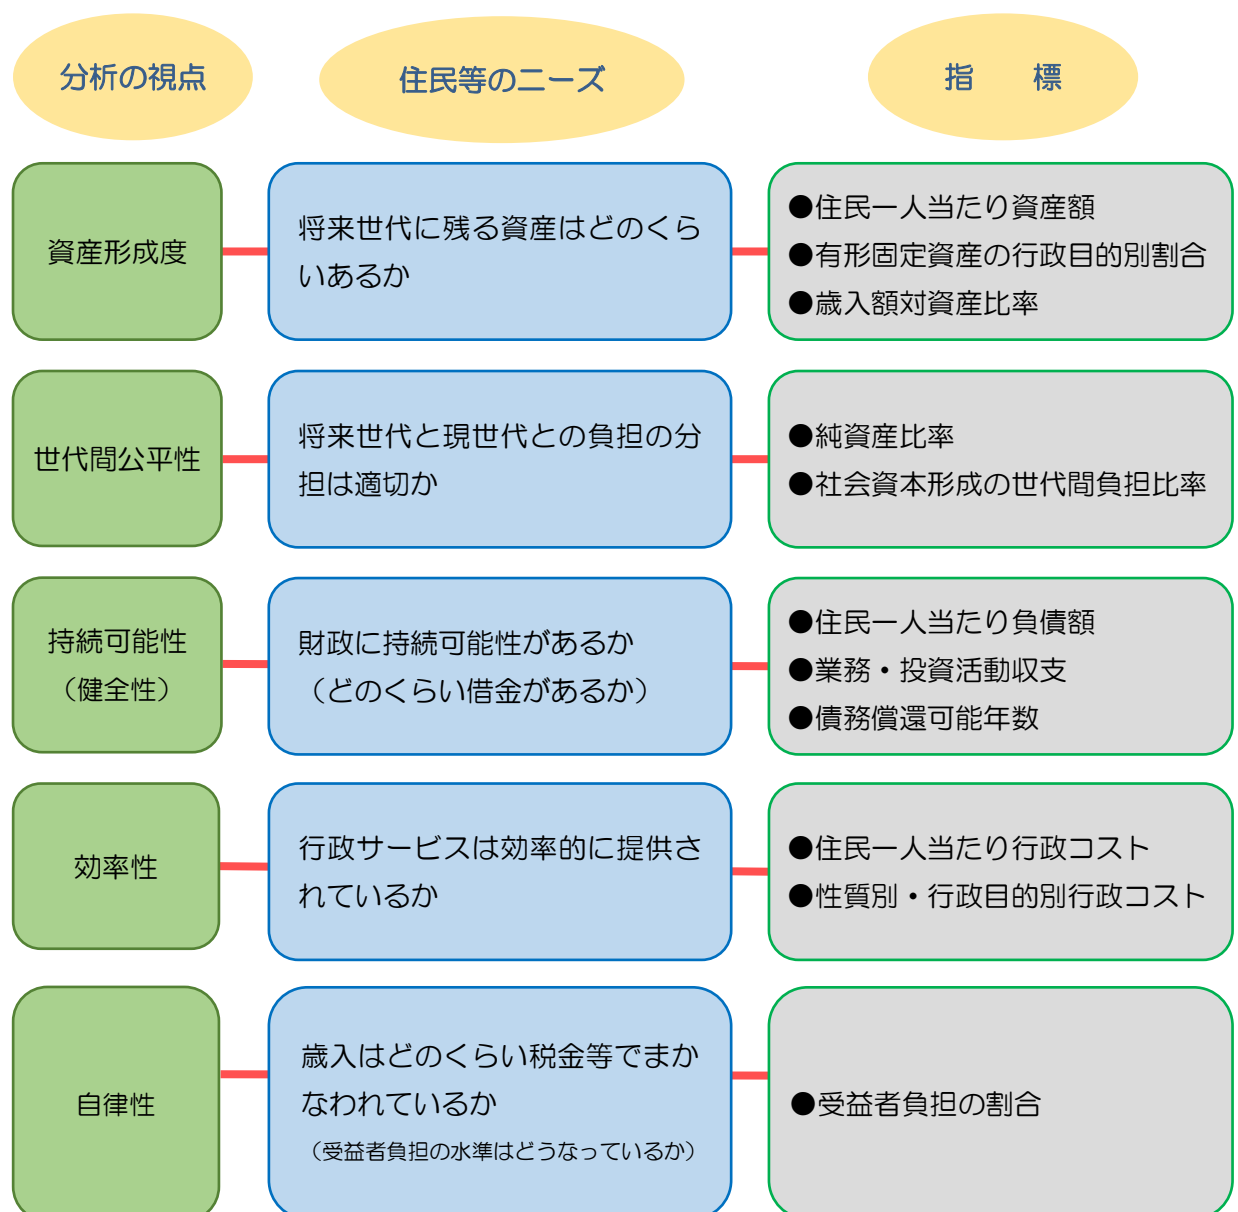 分析の視点
住民等のニーズ
指　標
資産形成度
将来世代に残る資産はどのくら
いあるか
●住民一人当たり資産額
●有形固定資産の行政目的別割合
●歳入額対資産比率
世代間公平性
将来世代と現世代との負担の分
担は適切か
●純資産比率
●社会資本形成の世代間負担比率
持続可能性
（健全性）
財政に持続可能性があるか
（どのくらい借金があるか）
●住民一人当たり負債額
●業務・投資活動収支
●債務償還可能年数
効率性
行政サービスは効率的に提供さ
れているか
●住民一人当たり行政コスト
●性質別・行政目的別行政コスト
自律性
歳入はどのくらい税金等でまか
なわれているか
（受益者負担の水準はどうなっているか）
●受益者負担の割合